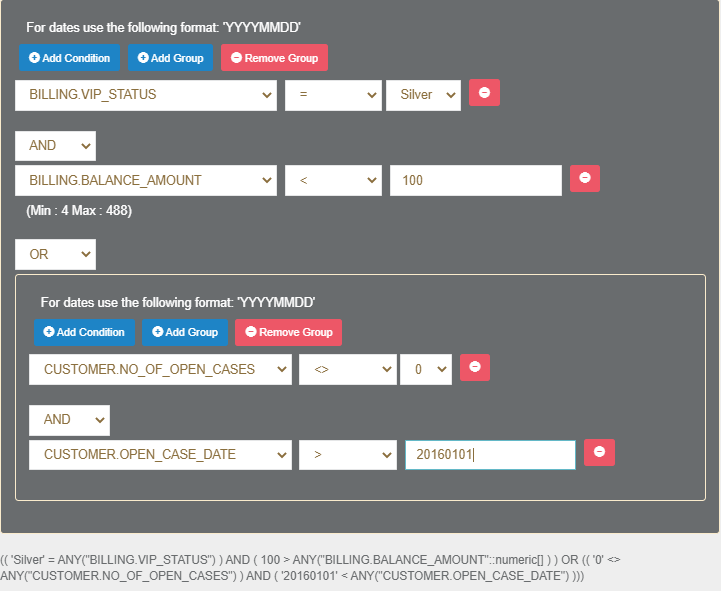 For dates use the following format: 'YYYYMMDD'
Add Condition Add Group Remove Group
BILLING.VIP_STATUS = Silver
AND
BILLING.BALANCE_AMOUNT < 100
(Min : 4 Max : 488)
OR
For dates use the following format: 'YYYYMMDD'
Add Condition Add Group Remove Group
CUSTOMER.NO_OF_OPEN_CASES <> 0
AND
CUSTOMER.OPEN_CASE_DATE > 20160101
(( 'Silver' = ANY("BILLING.VIP_STATUS") ) AND ( 100 > ANY("BILLING.BALANCE_AMOUNT"::numeric[] ) ) ) OR (( '0' <>
ANY("CUSTOMER.NO_OF_OPEN_CASES") ) AND ( '20160101' < ANY("CUSTOMER.OPEN_CASE_DATE") )))